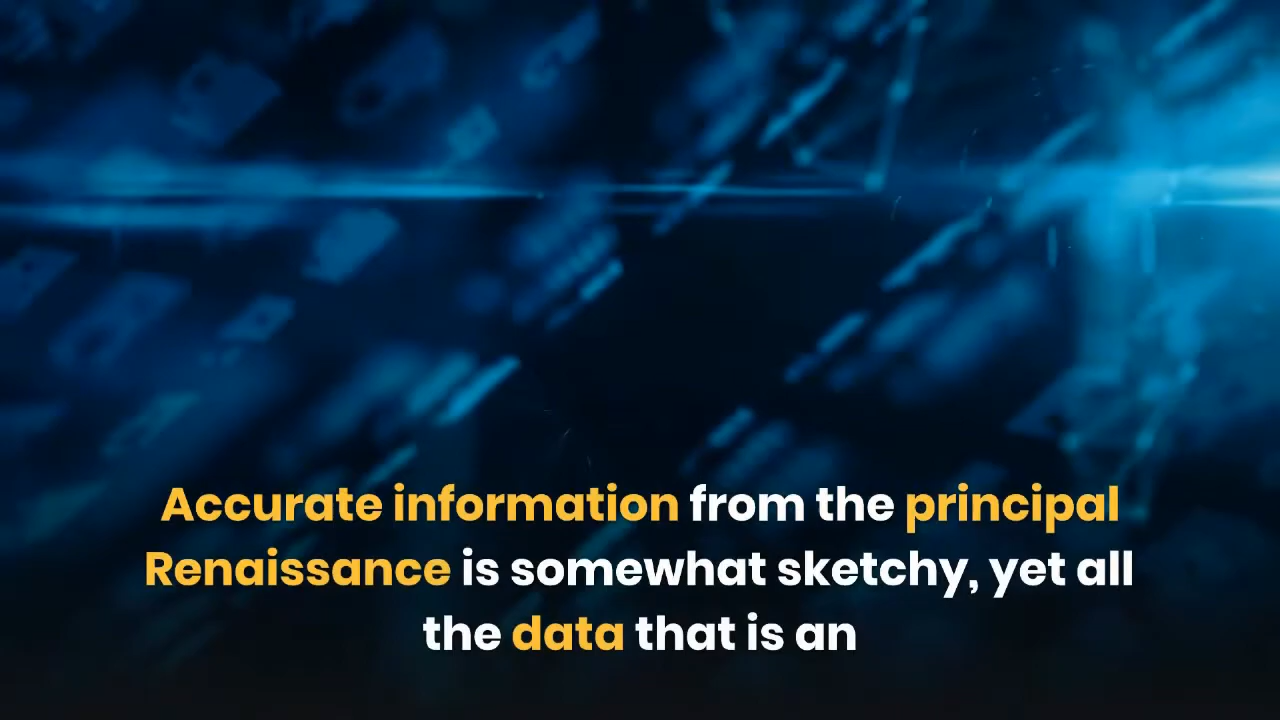 Accurate information from the principal
Renaissance is somewhat sketchy, yet all
the data that is an